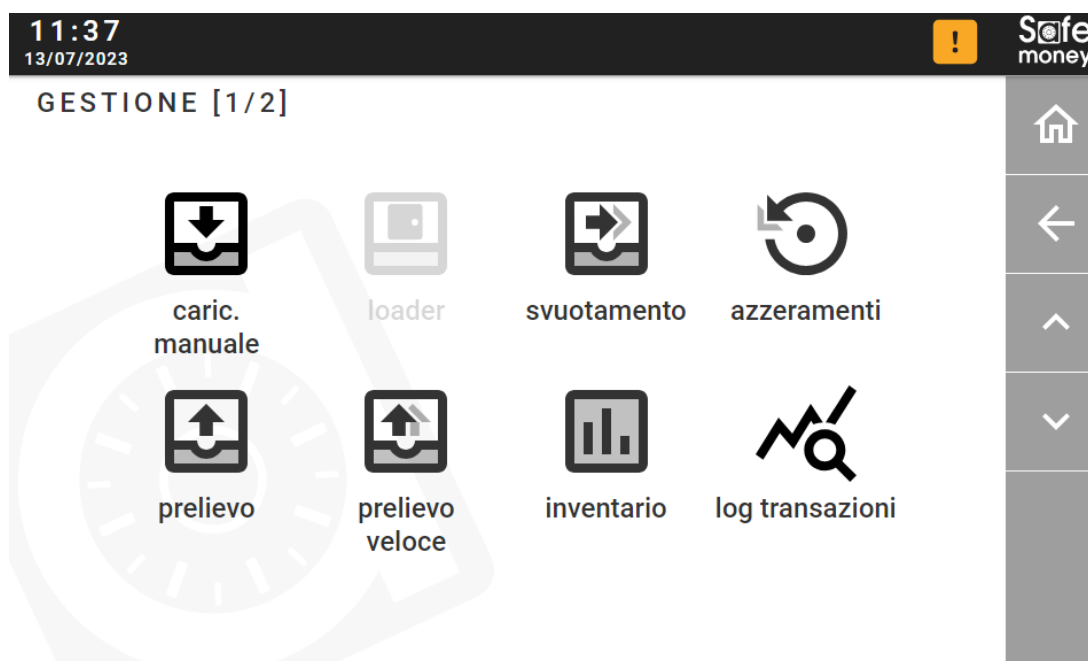 11:37
13/07/2023
!
Safe
money
GESTIONE [1/2]
caric.
manuale
loader
svuotamento
azzeramenti
prelievo
prelievo
veloce
inventario
log transazioni